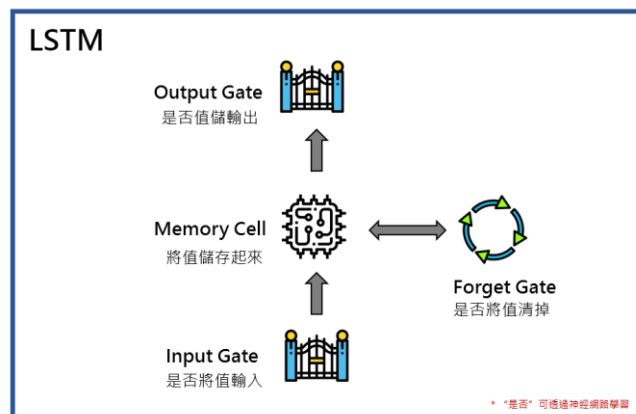 LSTM
Output Gate
是否值儲輸出
Memory Cell
將值儲存起來
Forget Gate
是否將值清掉
Input Gate
是否將值輸入
* “是否”可透過神經網路學習